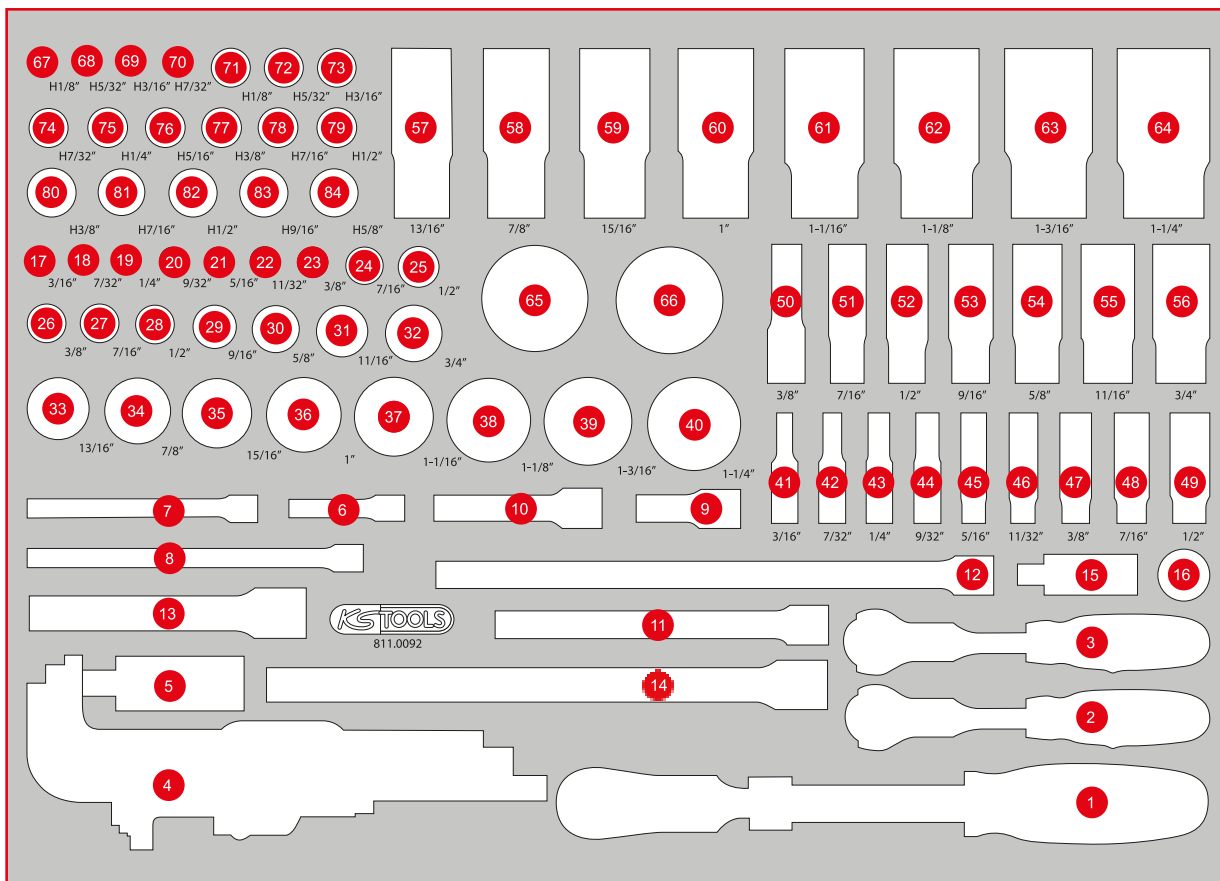 67 68 69 70 71 72 73
H1/8” H5/32” H3/16” H7/32” H1/8” H5/32” H3/16”
74 75 76 77 78 79
H7/32” H1/4” H5/16” H3/8” H7/16” H1/2”
80 81 82 83 84
H3/8” H7/16” H1/2” H9/16” H5/8”
57 58 59 60 61 62 63 64
13/16” 7/8” 15/16” 1” 1-1/16” 1-1/8” 1-3/16” 1-1/4”
17 18 19 20 21 22 23 24 25
3/16” 7/32” 1/4” 9/32” 5/16” 11/32” 3/8” 7/16” 1/2”
26 27 28 29 30 31 32
3/8” 7/16” 1/2” 9/16” 5/8” 11/16” 3/4”
65 66
50 51 52 53 54 55 56
3/8” 7/16” 1/2” 9/16” 5/8” 11/16” 3/4”
33 34 35 36 37 38 39 40
13/16” 7/8” 15/16” 1” 1-1/16” 1-1/8” 1-3/16” 1-1/4”
41 42 43 44 45 46 47 48 49
3/16” 7/32” 1/4” 9/32” 5/16” 11/32” 3/8” 7/16” 1/2”
7 6 10 9
8 12 15 16
13 KS TOOLS 11 3
811.0092
5 14 2
4 1